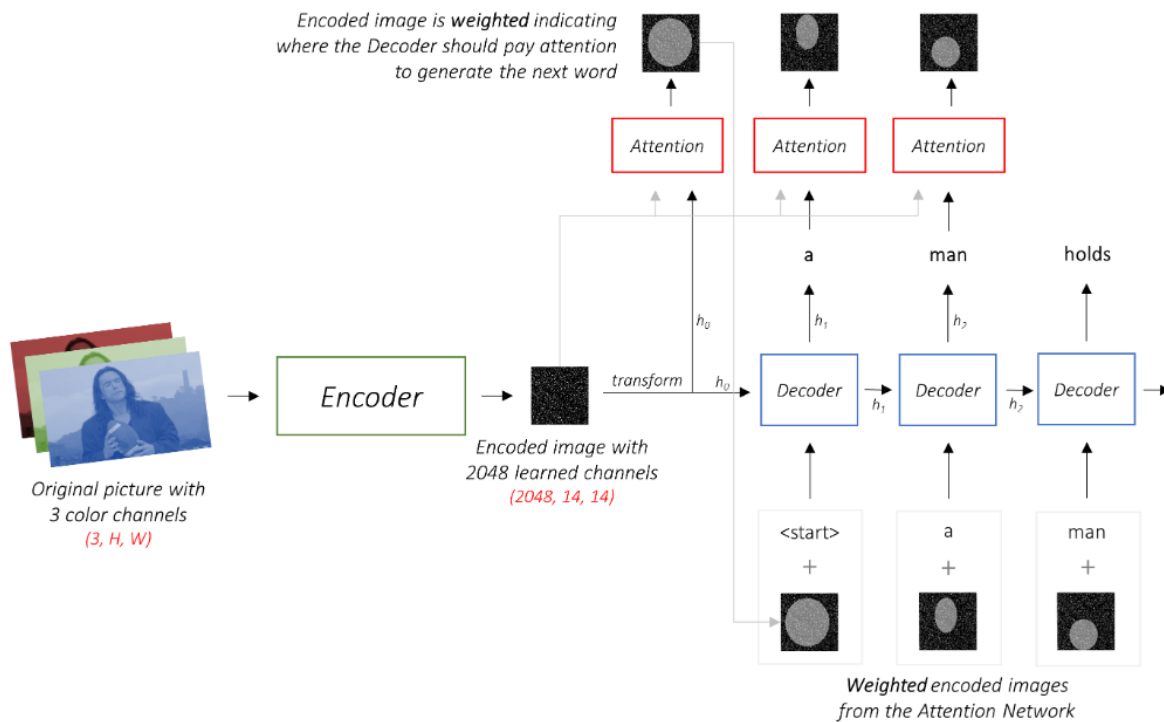 Encoded image is weighted indicating
where the Decoder should pay attention
to generate the next word
Attention
Attention
Attention
a
man
holds
h₀
h₁
h₂
Encoder
transform
h₀
Decoder
h₁
Decoder
h₂
Decoder
Encoded image with
2048 learned channels
(2048, 14, 14)
Original picture with
3 color channels
(3, H, W)
<start>
+
a
+
man
+
Weighted encoded images
from the Attention Network